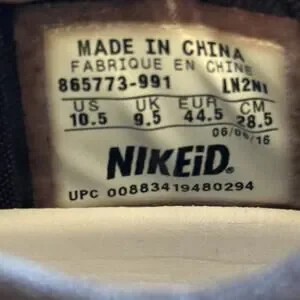 MADE IN CHINA
FABRIQUE EN CHINE
865773-991 LN2N1
US UK EUR CM
10.5 9.5 44.5 28.5
06/06/16
NIKEiD®
UPC 00883419480294